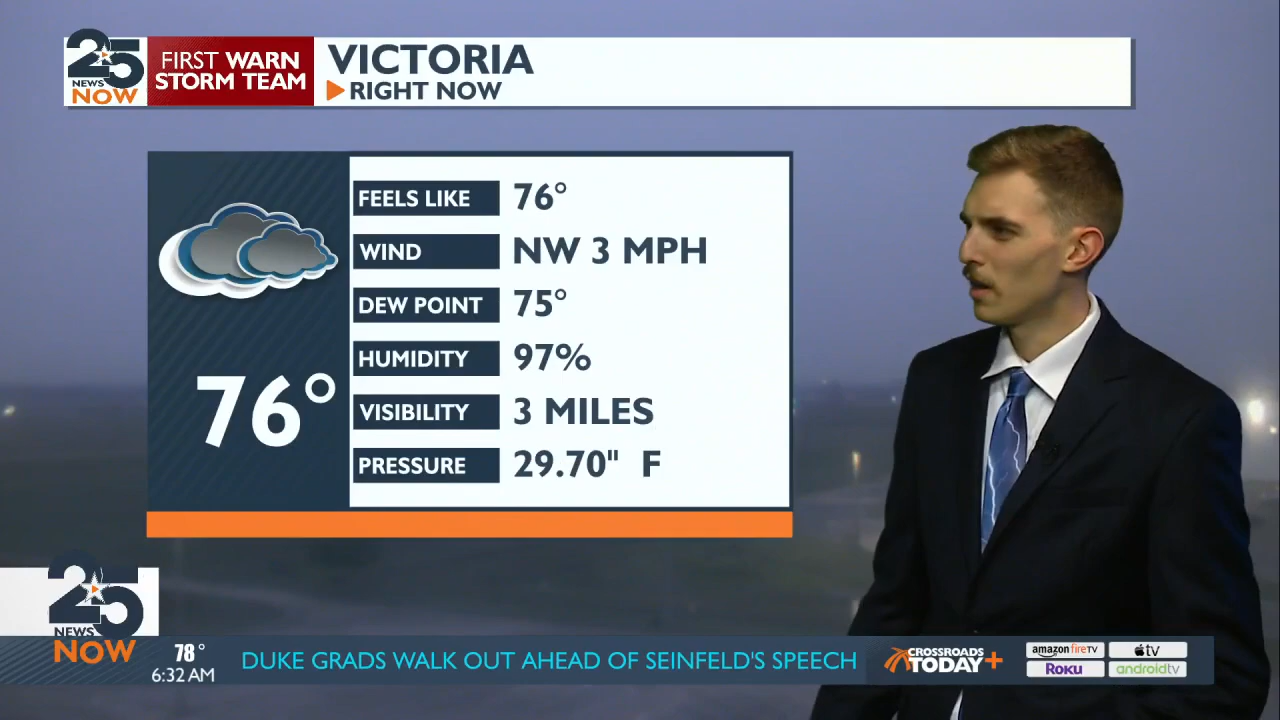 25
NEWS
NOW
FIRST WARN
STORM TEAM
VICTORIA
RIGHT NOW
76°
FEELS LIKE 76°
WIND NW 3 MPH
DEW POINT 75°
HUMIDITY 97%
VISIBILITY 3 MILES
PRESSURE 29.70" F
25
NEWS
NOW
78°
6:32 AM
DUKE GRADS WALK OUT AHEAD OF SEINFELD'S SPEECH
CROSSROADS
TODAY+
amazon fireTV
tv
Roku
androidtv